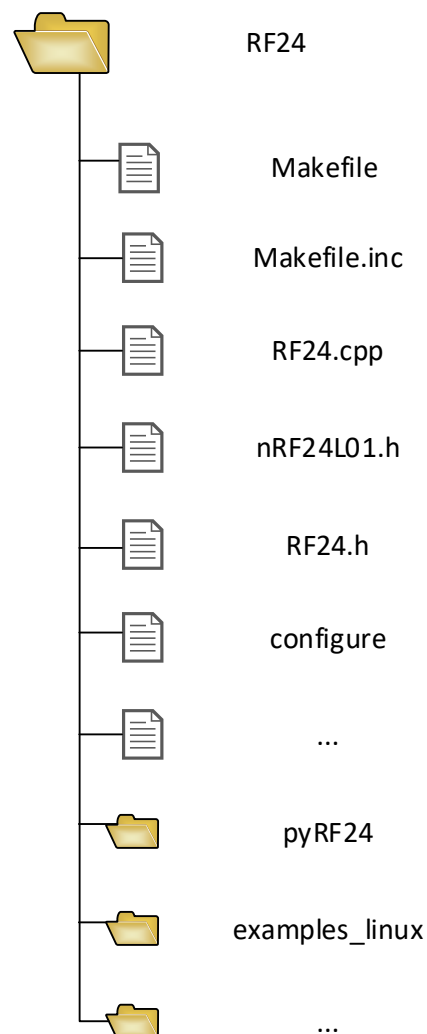 RF24
Makefile
Makefile.inc
RF24.cpp
nRF24L01.h
RF24.h
configure
...
pyRF24
examples_linux
...